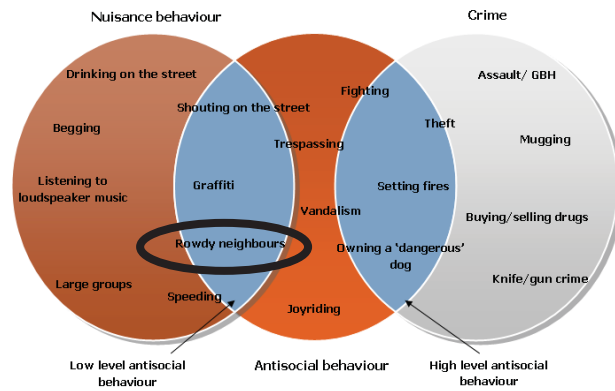 Nuisance behaviour
Crime
Drinking on the street
Assault/ GBH
Fighting
Shouting on the street
Begging
Theft
Trespassing
Mugging
Listening to
loudspeaker music
Graffiti
Setting fires
Vandalism
Buying/selling drugs
Rowdy neighbours
Owning a 'dangerous'
dog
Large groups
Knife/gun crime
Speeding
Joyriding
Low level antisocial
behaviour
Antisocial behaviour
High level antisocial
behaviour